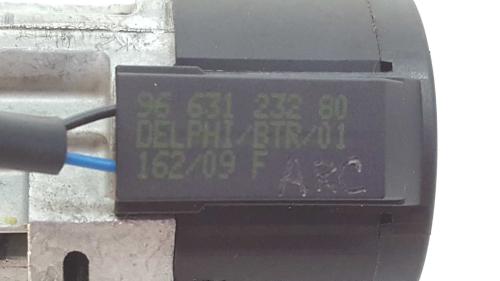 96 631 232 80
DELPHI/BTR/01
162/09 F ARC